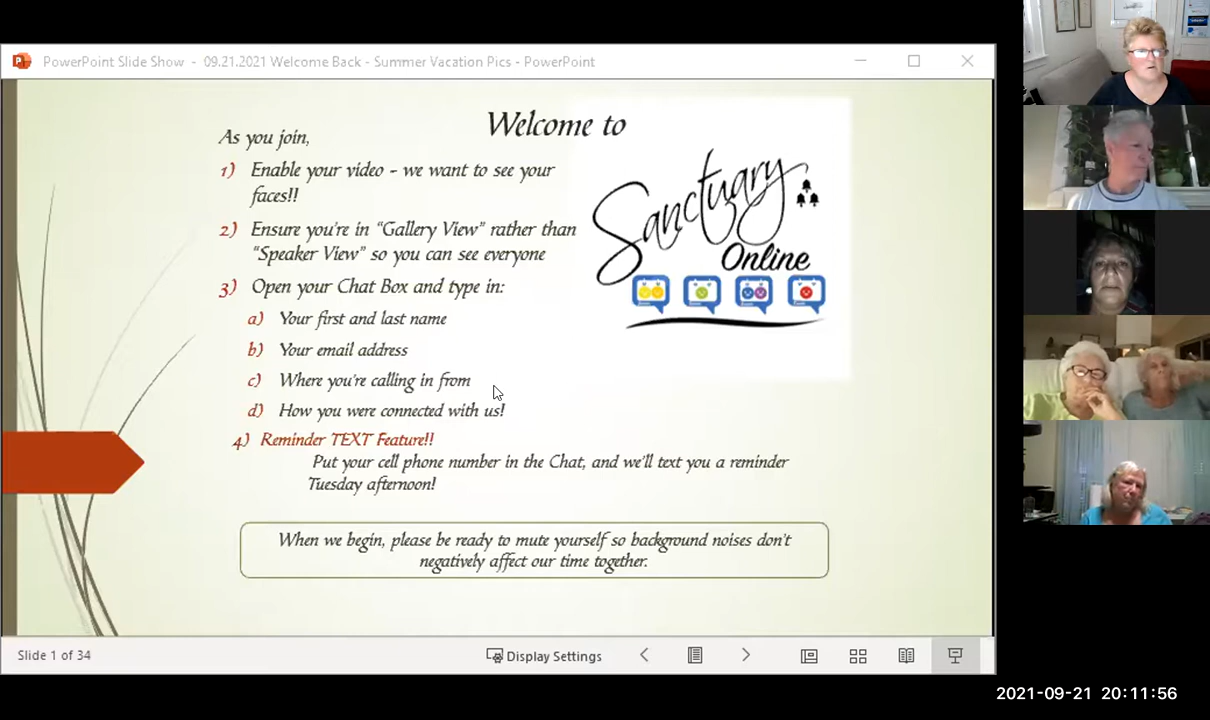 PowerPoint Slide Show - 09.21.2021 Welcome Back - Summer Vacation Pics - PowerPoint
Welcome to
Sanctuary
Online
As you join,
1) Enable your video - we want to see your
faces!!
2) Ensure you're in "Gallery View" rather than
"Speaker View" so you can see everyone
3) Open your Chat Box and type in:
a) Your first and last name
b) Your email address
c) Where you're calling in from
d) How you were connected with us!
4) Reminder TEXT Feature!!
Put your cell phone number in the Chat, and we'll text you a reminder
Tuesday afternoon!
When we begin, please be ready to mute yourself so background noises don't
negatively affect our time together.
Slide 1 of 34
Display Settings
2021-09-21 20:11:56